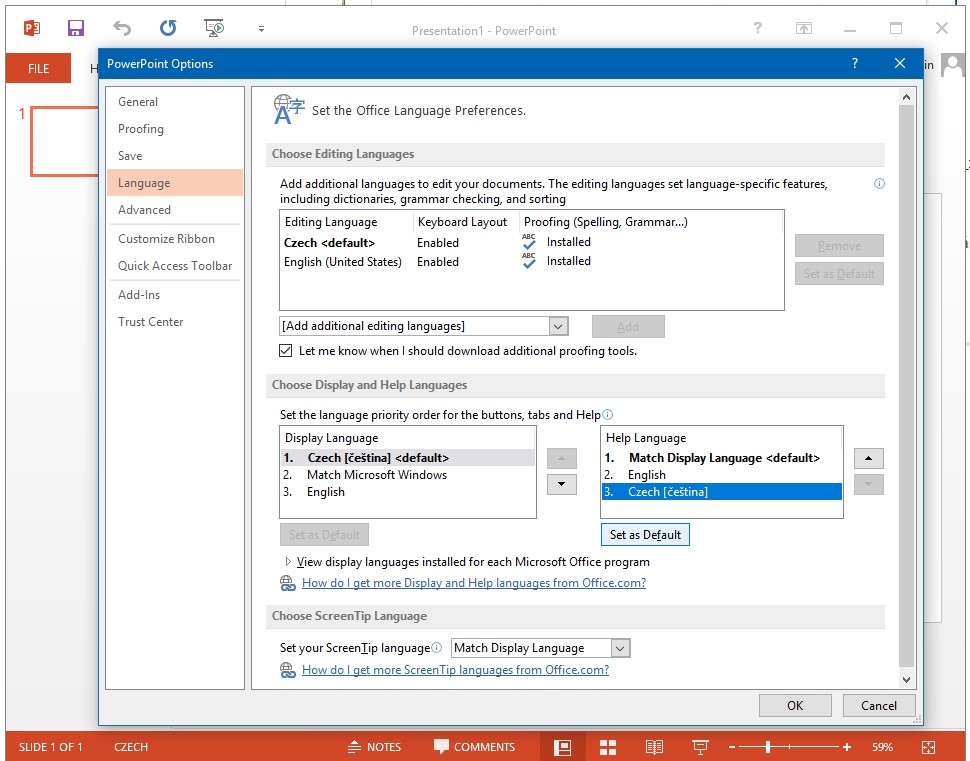 Presentation1 - PowerPoint
?
FILE
H
in
PowerPoint Options
?
1
General
Proofing
Save
Language
Advanced
Customize Ribbon
Quick Access Toolbar
Add-Ins
Trust Center
Set the Office Language Preferences.
Choose Editing Languages
Add additional languages to edit your documents. The editing languages set language-specific features,
including dictionaries, grammar checking, and sorting
Editing Language Keyboard Layout Proofing (Spelling, Grammar...)
Czech <default> Enabled ABC Installed
English (United States) Enabled ABC Installed
Remove
Set as Default
[Add additional editing languages] Add
Let me know when I should download additional proofing tools.
Choose Display and Help Languages
Set the language priority order for the buttons, tabs and Help
Display Language
1. Czech [čeština] <default>
2. Match Microsoft Windows
3. English
Set as Default
Help Language
1. Match Display Language <default>
2. English
3. Czech [čeština]
Set as Default
View display languages installed for each Microsoft Office program
How do I get more Display and Help languages from Office.com?
Choose ScreenTip Language
Set your ScreenTip language Match Display Language
How do I get more ScreenTip languages from Office.com?
OK Cancel
SLIDE 1 OF 1 CZECH NOTES COMMENTS 59%